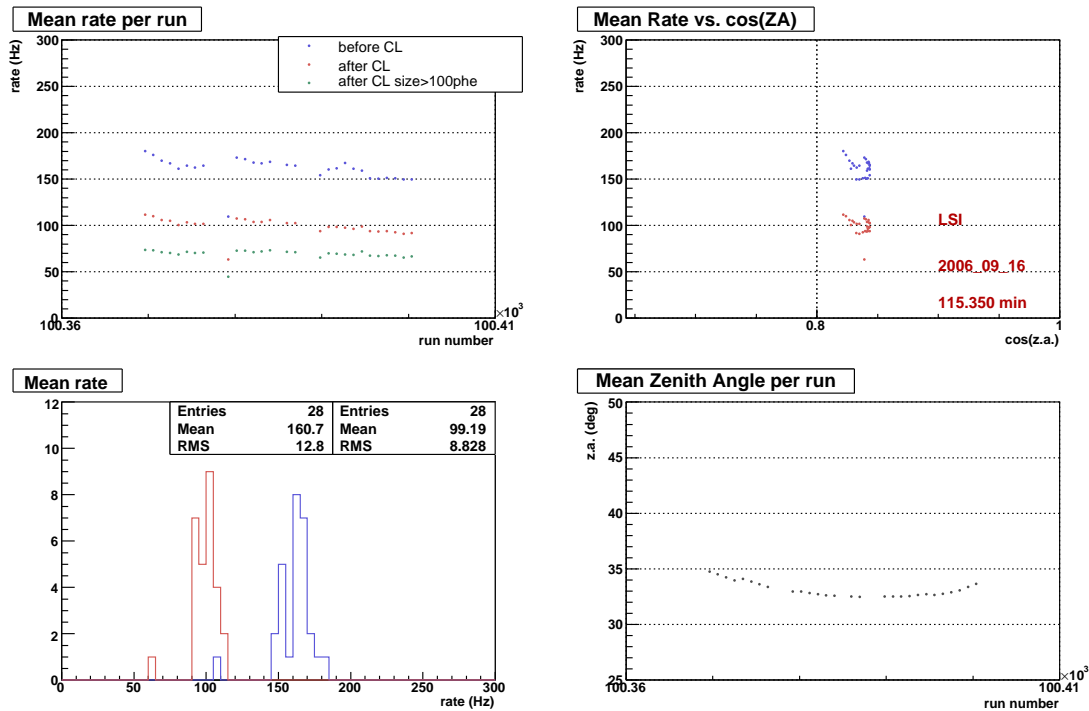 Mean rate per run
rate (Hz)
300
250
200
150
100
50
0
before CL
after CL
after CL size>100phe
100.36
100.41
×10³
run number
Mean Rate vs. cos(ZA)
rate (Hz)
300
250
200
150
100
50
0
LSI
2006_09_16
115.350 min
0.8
1
cos(z.a.)
Mean rate
12
10
8
6
4
2
0
Entries 28
Mean 160.7
RMS 12.8
Entries 28
Mean 99.19
RMS 8.828
0 50 100 150 200 250 300
rate (Hz)
Mean Zenith Angle per run
z.a. (deg)
50
45
40
35
30
25
100.36
100.41
×10³
run number